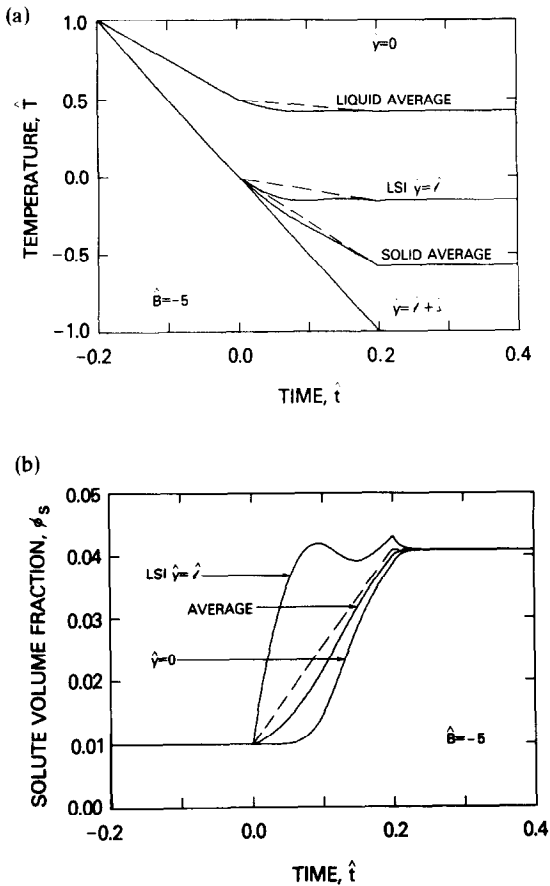 (a)
1.0
0.5
0.0
−0.5
−1.0
TEMPERATURE, T̂
ŷ=0
LIQUID AVERAGE
LSI ŷ=l̂
SOLID AVERAGE
B̂=−5
−0.2
0.0
0.2
0.4
TIME, t̂
(b)
0.05
0.04
0.03
0.02
0.01
0.00
SOLUTE VOLUME FRACTION, ϕs
LSI ŷ=l̂
AVERAGE
ŷ=0
B̂=−5
−0.2
0.0
0.2
0.4
TIME, t̂